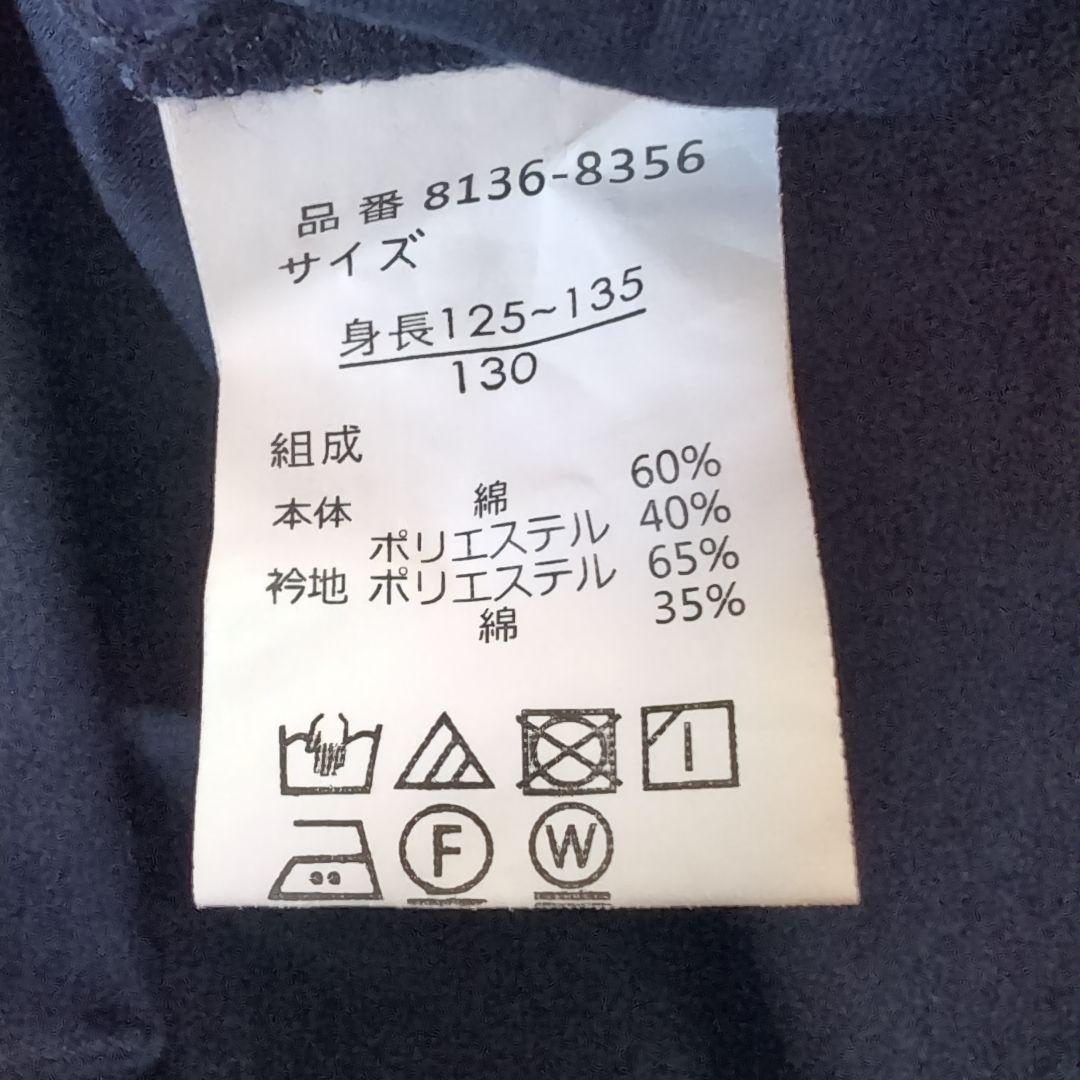 品番 8136-8356
サイズ
身長125~135
130
組成
本体 綿 60%
ポリエステル 40%
衿地 ポリエステル 65%
綿 35%
F W